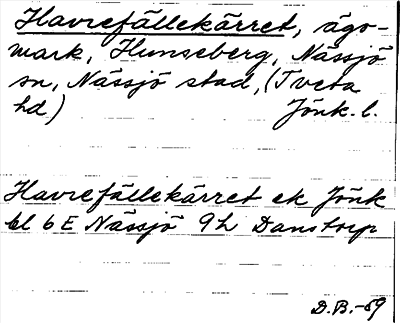 Havrefällekärret, ägo-
mark, Hunseberg, Nässjö
sn, Nässjö stad, (Tveta
hd) Jönk. l.
Havrefällekärret ek Jönk
bl 6 E Nässjö 9 h Danstorp
D.B.-69